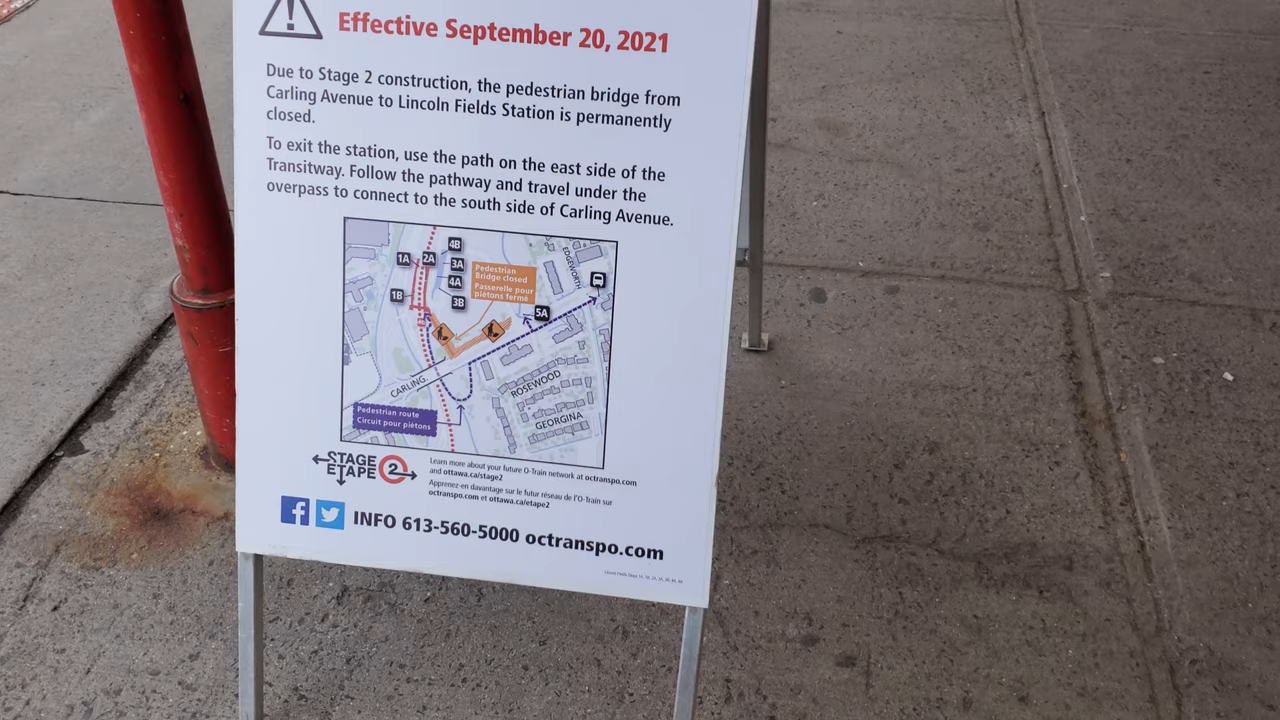 Effective September 20, 2021
Due to Stage 2 construction, the pedestrian bridge from
Carling Avenue to Lincoln Fields Station is permanently
closed.
To exit the station, use the path on the east side of the
Transitway. Follow the pathway and travel under the
overpass to connect to the south side of Carling Avenue.
4B
1A
2A
3A
4A
1B
3B
Pedestrian
Bridge closed
Passerelle pour
piétons fermé
EDGEWORTH
5A
CARLING
ROSEWOOD
GEORGINA
Pedestrian route
Circuit pour piétons
STAGE
ETAPE
2
Learn more about your future O-Train network at octranspo.com
and ottawa.ca/stage2
Apprenez-en davantage sur le futur réseau de l'O-Train sur
octranspo.com et ottawa.ca/etape2
INFO 613-560-5000 octranspo.com